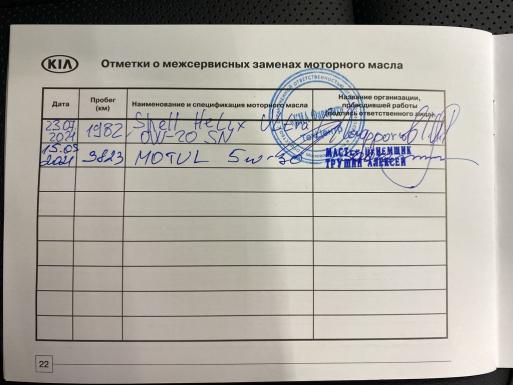 KIA Отметки о межсервисных заменах моторного масла
Дата Пробег (км) Наименование и спецификация моторного масла Название организации, проводившей работы (подпись ответственного лица)
23.07 2021 1982 Shell Helix Ultra
0W-20 SN
15.09 2021 9823 MOTUL 5w-30
МАСТЕР-ПРИЕМЩИК
ТРУШИН АЛЕКСЕЙ
22